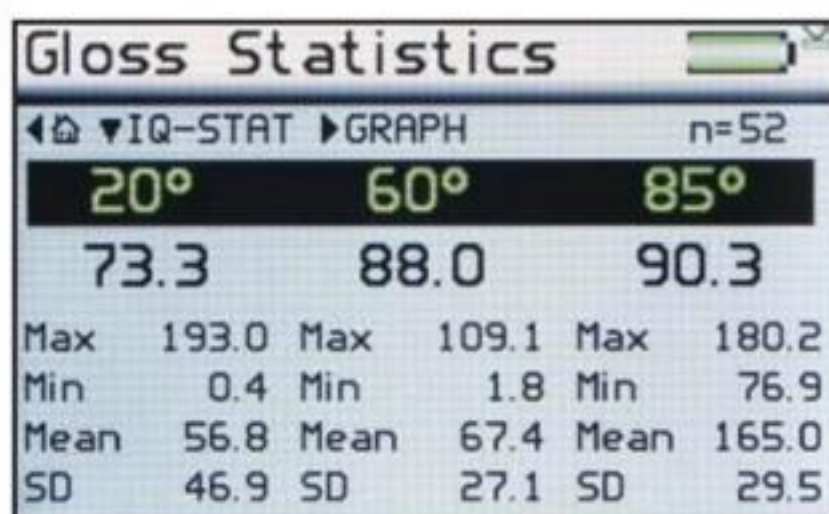 Gloss Statistics
IQ-STAT GRAPH n=52
20° 60° 85°
73.3 88.0 90.3
Max 193.0 Max 109.1 Max 180.2
Min 0.4 Min 1.8 Min 76.9
Mean 56.8 Mean 67.4 Mean 165.0
SD 46.9 SD 27.1 SD 29.5